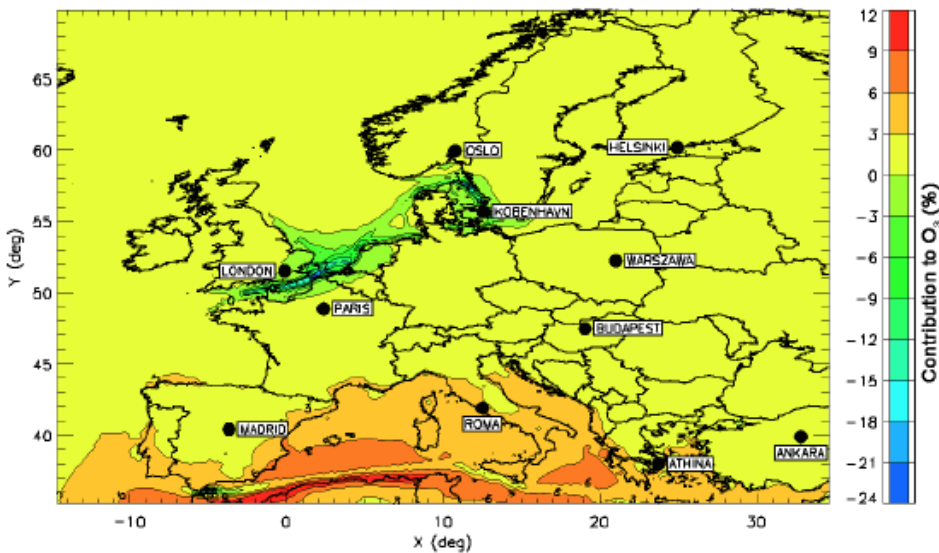 65
60
55
50
45
40
Y (deg)
-10
0
10
20
30
X (deg)
OSLO
HELSINKI
KOBENHAVN
LONDON
WARSZAWA
PARIS
BUDAPEST
MADRID
ROMA
ATHINA
ANKARA
12
9
6
3
0
-3
-6
-9
-12
-15
-18
-21
-24
Contribution to O3 (%)